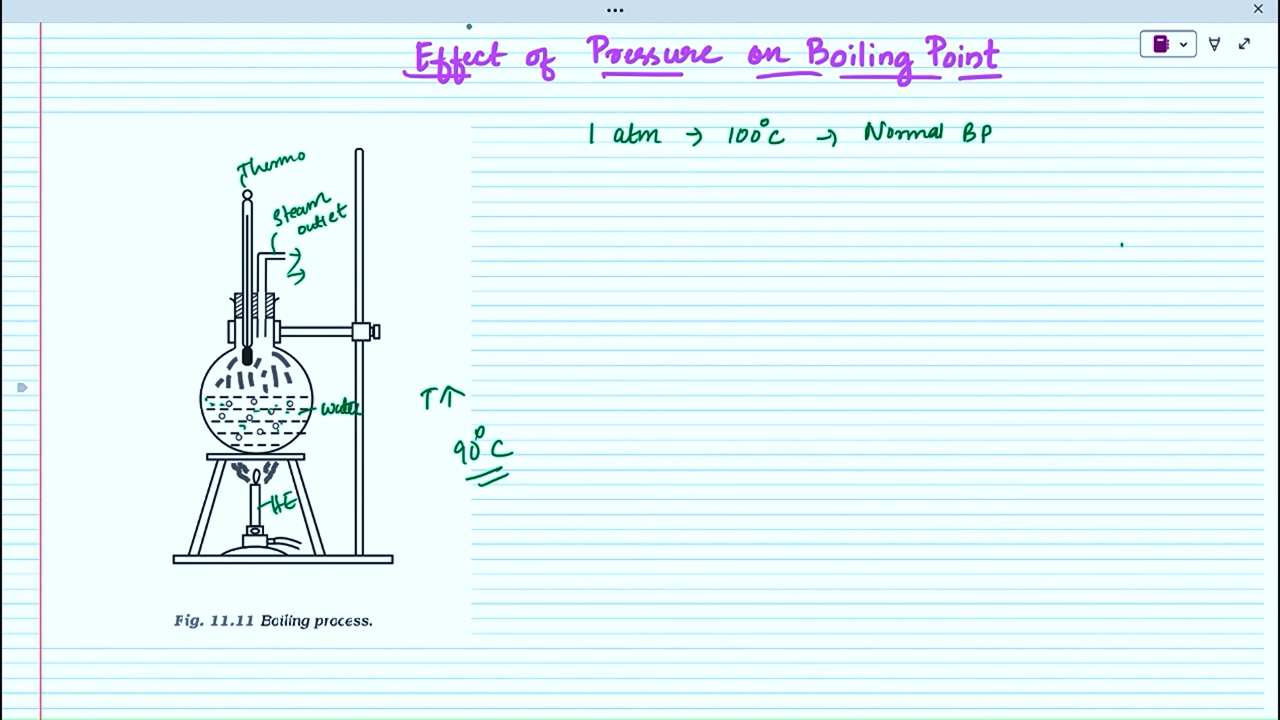 Effect of Pressure on Boiling Point
1 atm → 100°C → Normal BP
Thermo
Steam
outlet
water
T↑
90°C
HE
Fig. 11.11 Boiling process.